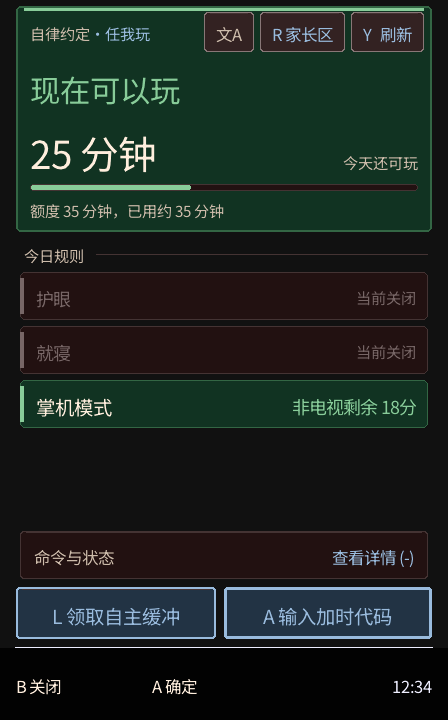 自律约定·任我玩 文A R 家长区 Y 刷新
现在可以玩
25 分钟 今天还可玩
额度 35 分钟，已用约 35 分钟
今日规则
护眼 当前关闭
就寝 当前关闭
掌机模式 非电视剩余 18分
命令与状态 查看详情 (-)
L 领取自主缓冲 A 输入加时代码
B 关闭 A 确定 12:34